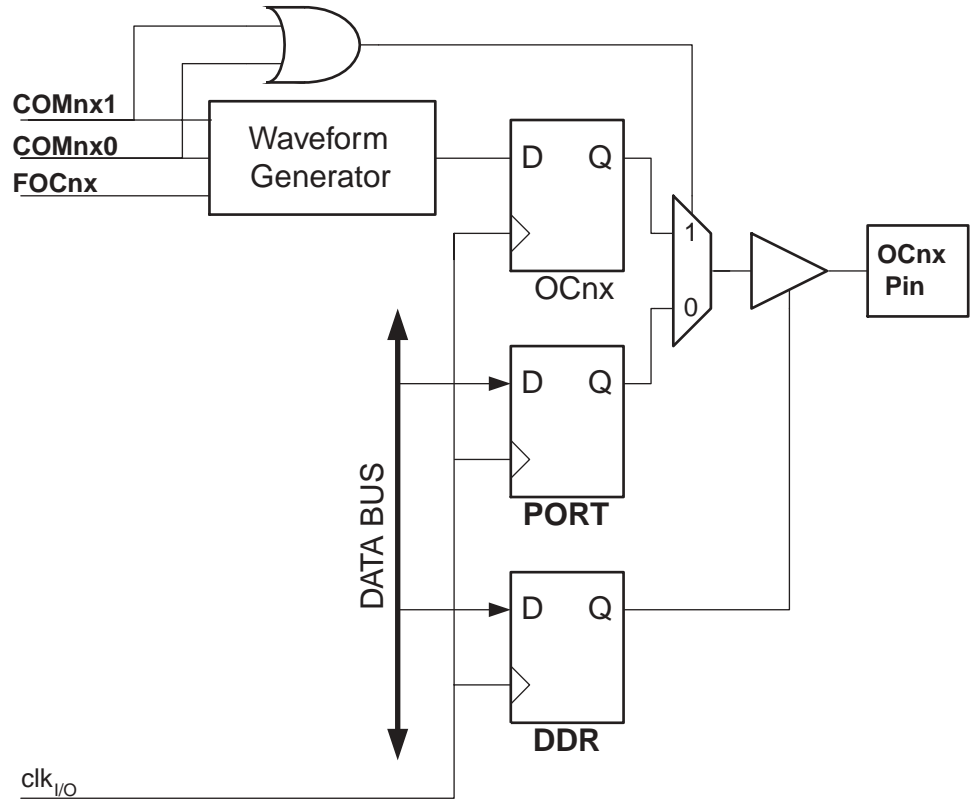 COMnx1
COMnx0
FOCnx
Waveform
Generator
D Q
OCnx
1
0
OCnx
Pin
D Q
PORT
DATA BUS
D Q
DDR
clkI/O